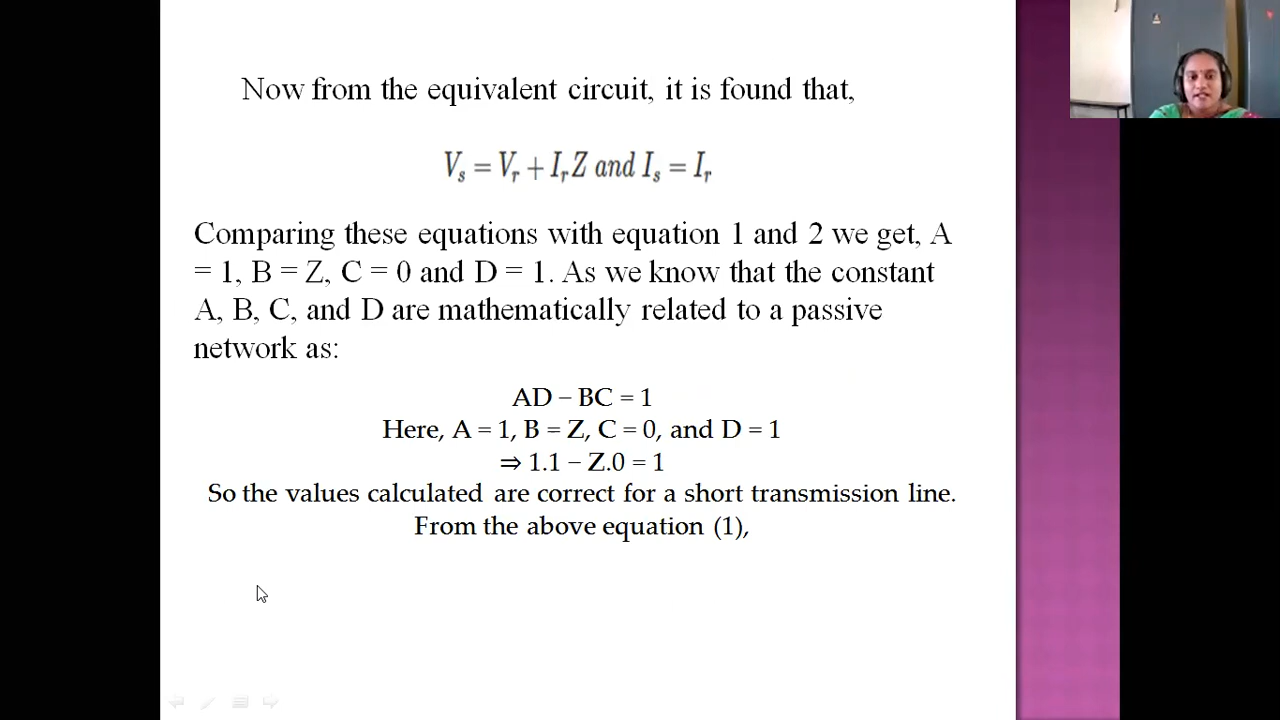 Now from the equivalent circuit, it is found that,
Vₛ = Vᵣ + IᵣZ and Iₛ = Iᵣ
Comparing these equations with equation 1 and 2 we get, A
= 1, B = Z, C = 0 and D = 1. As we know that the constant
A, B, C, and D are mathematically related to a passive
network as:
AD − BC = 1
Here, A = 1, B = Z, C = 0, and D = 1
⇒ 1.1 − Z.0 = 1
So the values calculated are correct for a short transmission line.
From the above equation (1),